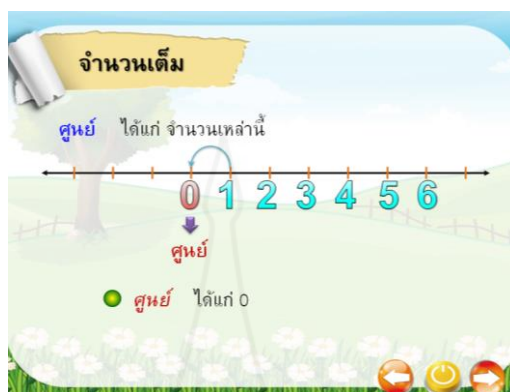 จำนวนเต็ม
ศูนย์ ได้แก่ จำนวนเหล่านี้
0 1 2 3 4 5 6
ศูนย์
ศูนย์ ได้แก่ 0